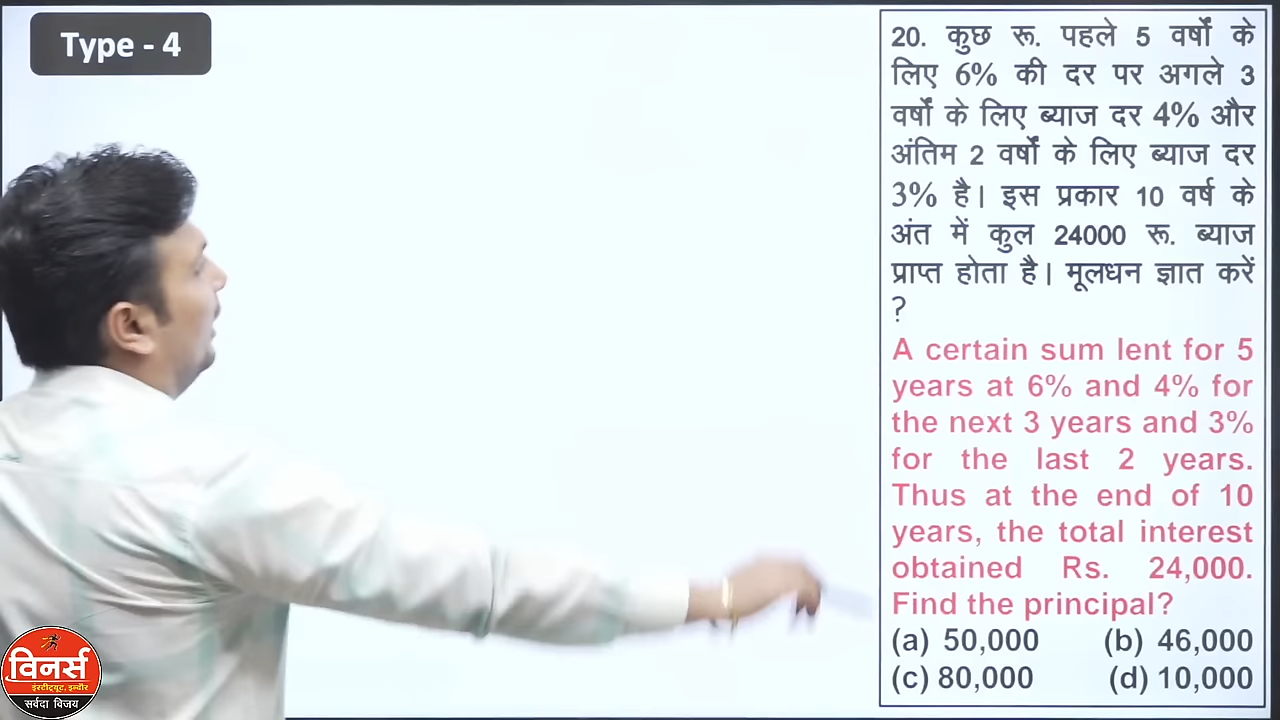 Type - 4
20. कुछ रू. पहले 5 वर्षों के
लिए 6% की दर पर अगले 3
वर्षों के लिए ब्याज दर 4% और
अंतिम 2 वर्षों के लिए ब्याज दर
3% है। इस प्रकार 10 वर्ष के
अंत में कुल 24000 रू. ब्याज
प्राप्त होता है। मूलधन ज्ञात करें
?
A certain sum lent for 5
years at 6% and 4% for
the next 3 years and 3%
for the last 2 years.
Thus at the end of 10
years, the total interest
obtained Rs. 24,000.
Find the principal?
(a) 50,000 (b) 46,000
(c) 80,000 (d) 10,000
विनर्स
इंस्टीट्यूट, इन्दौर
सर्वदा विजय